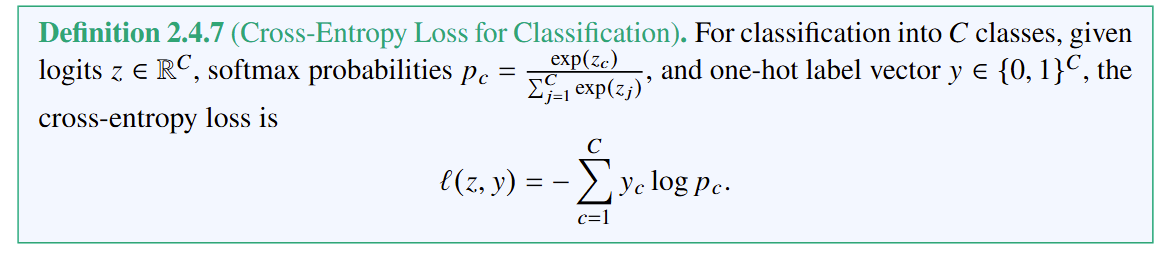 Definition 2.4.7 (Cross-Entropy Loss for Classification). For classification into C classes, given
logits z ∈ ℝ^C, softmax probabilities p_c = exp(z_c) / ∑_{j=1}^C exp(z_j), and one-hot label vector y ∈ {0, 1}^C, the
cross-entropy loss is
ℓ(z, y) = − ∑_{c=1}^C y_c log p_c.